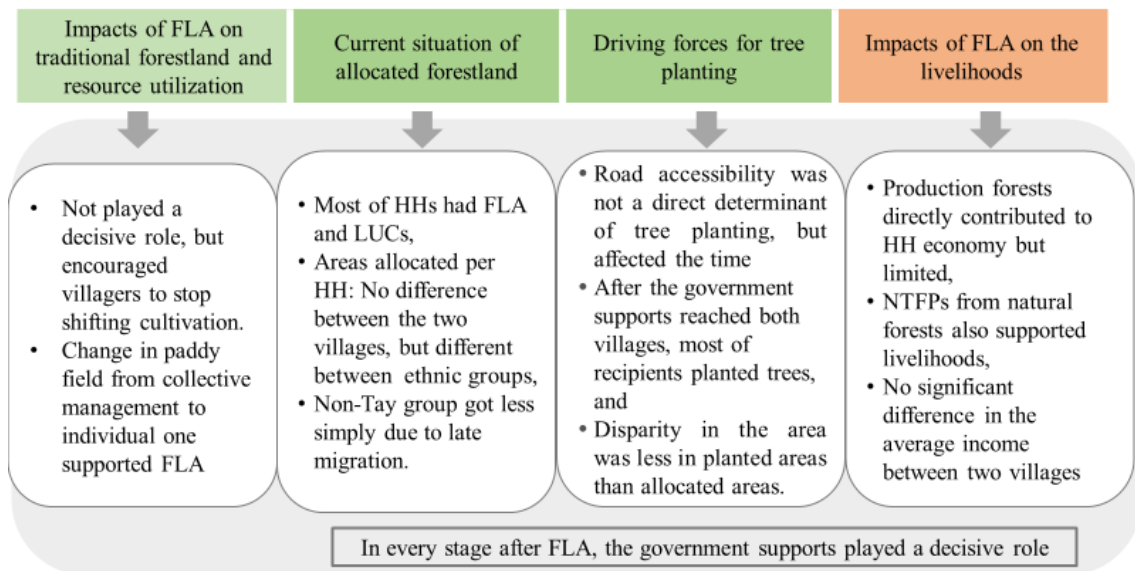 Impacts of FLA on
traditional forestland and
resource utilization
Current situation of
allocated forestland
Driving forces for tree
planting
Impacts of FLA on the
livelihoods
• Not played a
decisive role, but
encouraged
villagers to stop
shifting cultivation.
• Change in paddy
field from collective
management to
individual one
supported FLA
• Most of HHs had FLA
and LUCs,
• Areas allocated per
HH: No difference
between the two
villages, but different
between ethnic groups,
• Non-Tay group got less
simply due to late
migration.
• Road accessibility was
not a direct determinant
of tree planting, but
affected the time
• After the government
supports reached both
villages, most of
recipients planted trees,
and
• Disparity in the area
was less in planted areas
than allocated areas.
• Production forests
directly contributed to
HH economy but
limited,
• NTFPs from natural
forests also supported
livelihoods,
• No significant
difference in the
average income
between two villages
In every stage after FLA, the government supports played a decisive role